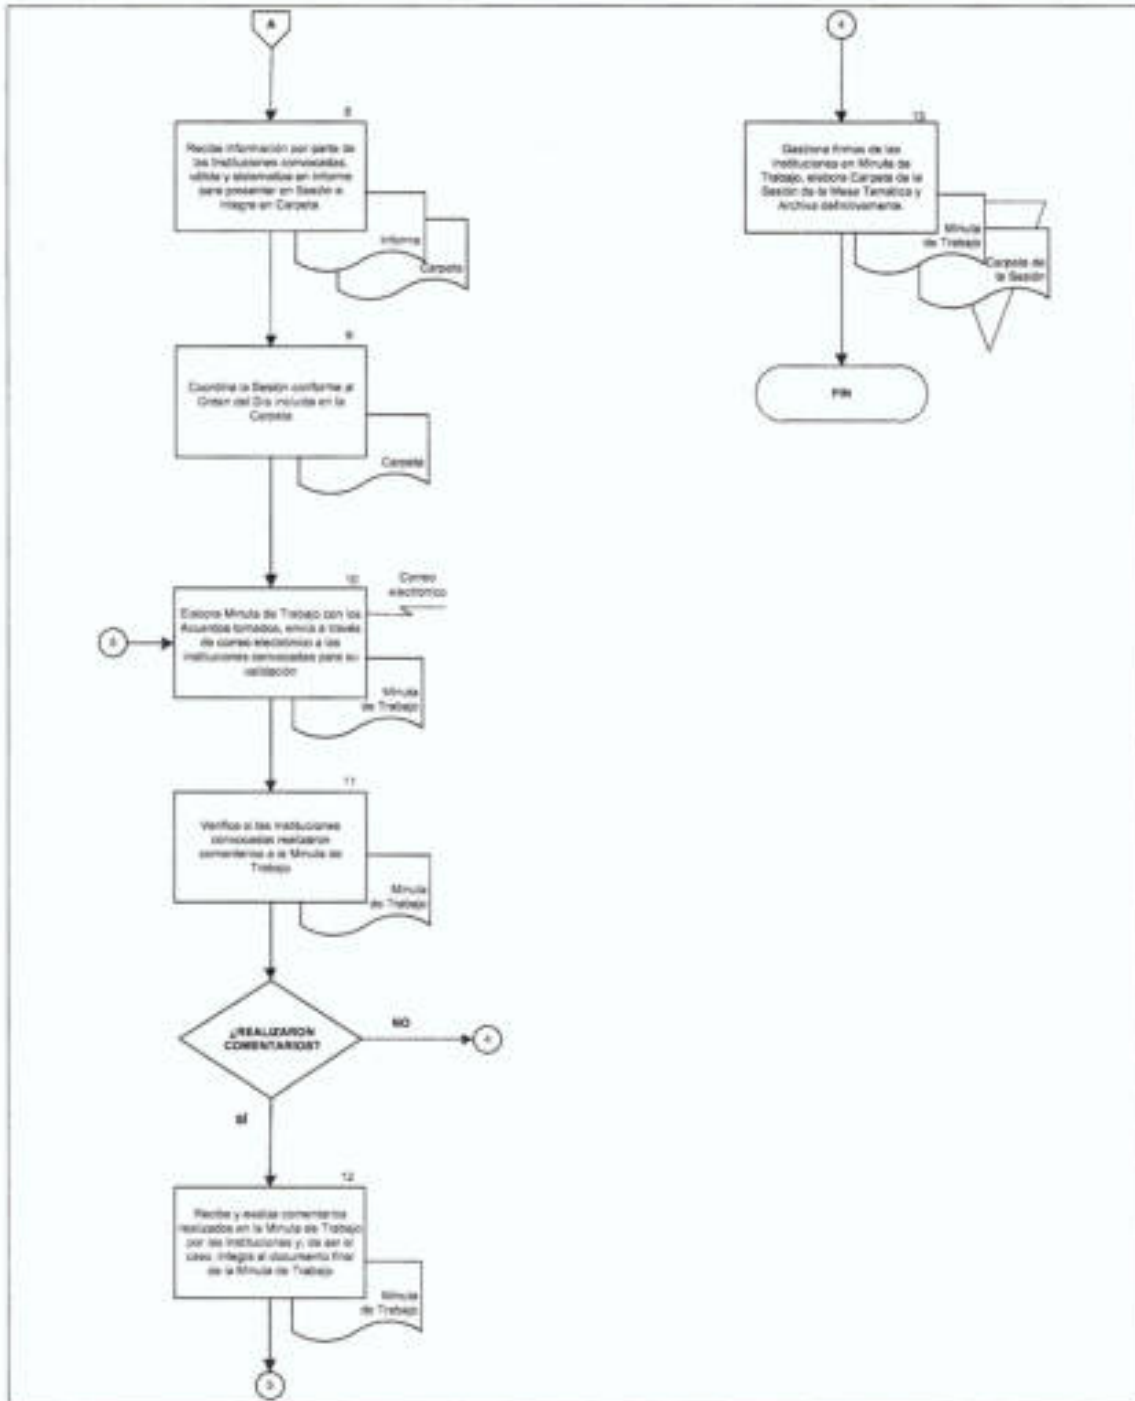 A
8
Recibe información por parte de
las Instituciones convocadas,
valida y sistematiza en Informe
para presentar en Sesión e
integra en Carpeta
Informe
Carpeta
9
Coordina la Sesión conforme al
Orden del Día incluida en la
Carpeta
Carpeta
10
Correo
electrónico
Elabora Minuta de Trabajo con los
Acuerdos tomados, envía a través
de correo electrónico a las
instituciones convocadas para su
validación
5
Minuta
de Trabajo
11
Verifica si las instituciones
convocadas realizaron
comentarios a la Minuta de
Trabajo
Minuta
de Trabajo
¿REALIZARON
COMENTARIOS?
NO
4
sí
12
Recibe y evalúa comentarios
realizados en la Minuta de Trabajo
por las Instituciones y, de ser el
caso, integra al documento final
de la Minuta de Trabajo
Minuta
de Trabajo
5
4
13
Gestiona firmas de las
Instituciones en Minuta de
Trabajo, elabora Carpeta de la
Sesión de la Mesa Temática y
Archiva definitivamente.
Minuta
de Trabajo
Carpeta de
la Sesión
FIN